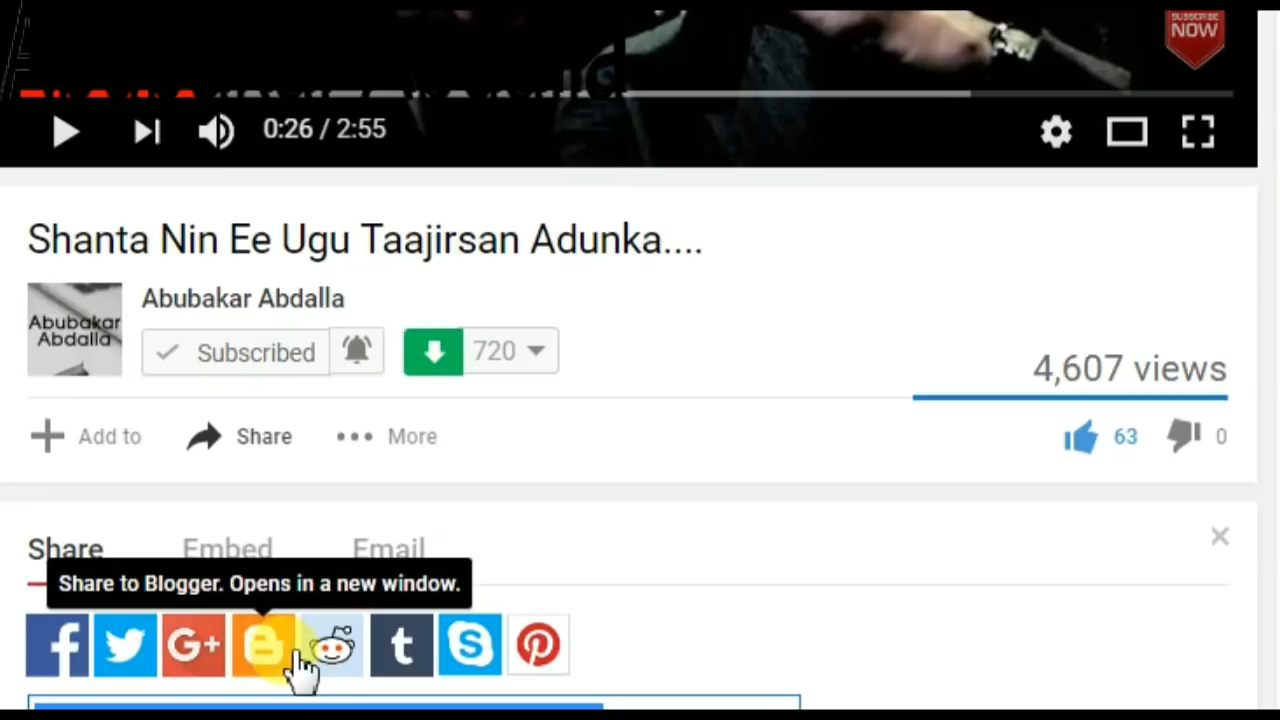 SUBSCRIBE
NOW
0:26 / 2:55
Shanta Nin Ee Ugu Taajirsan Adunka....
Abubakar
Abdalla
Abubakar Abdalla
Subscribed
720
4,607 views
Add to
Share
More
63
0
Share
Embed
Email
Share to Blogger. Opens in a new window.